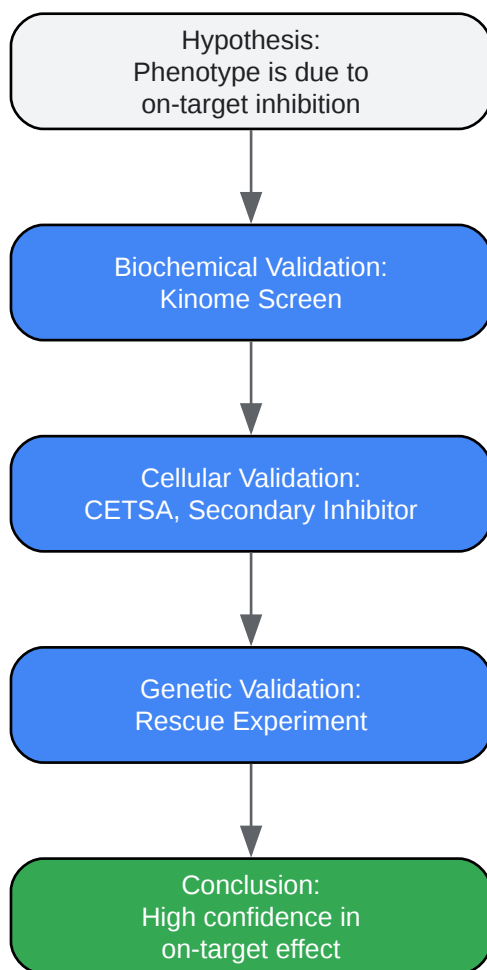 Hypothesis:
Phenotype is due to
on-target inhibition
Biochemical Validation:
Kinome Screen
Cellular Validation:
CETSA, Secondary Inhibitor
Genetic Validation:
Rescue Experiment
Conclusion:
High confidence in
on-target effect